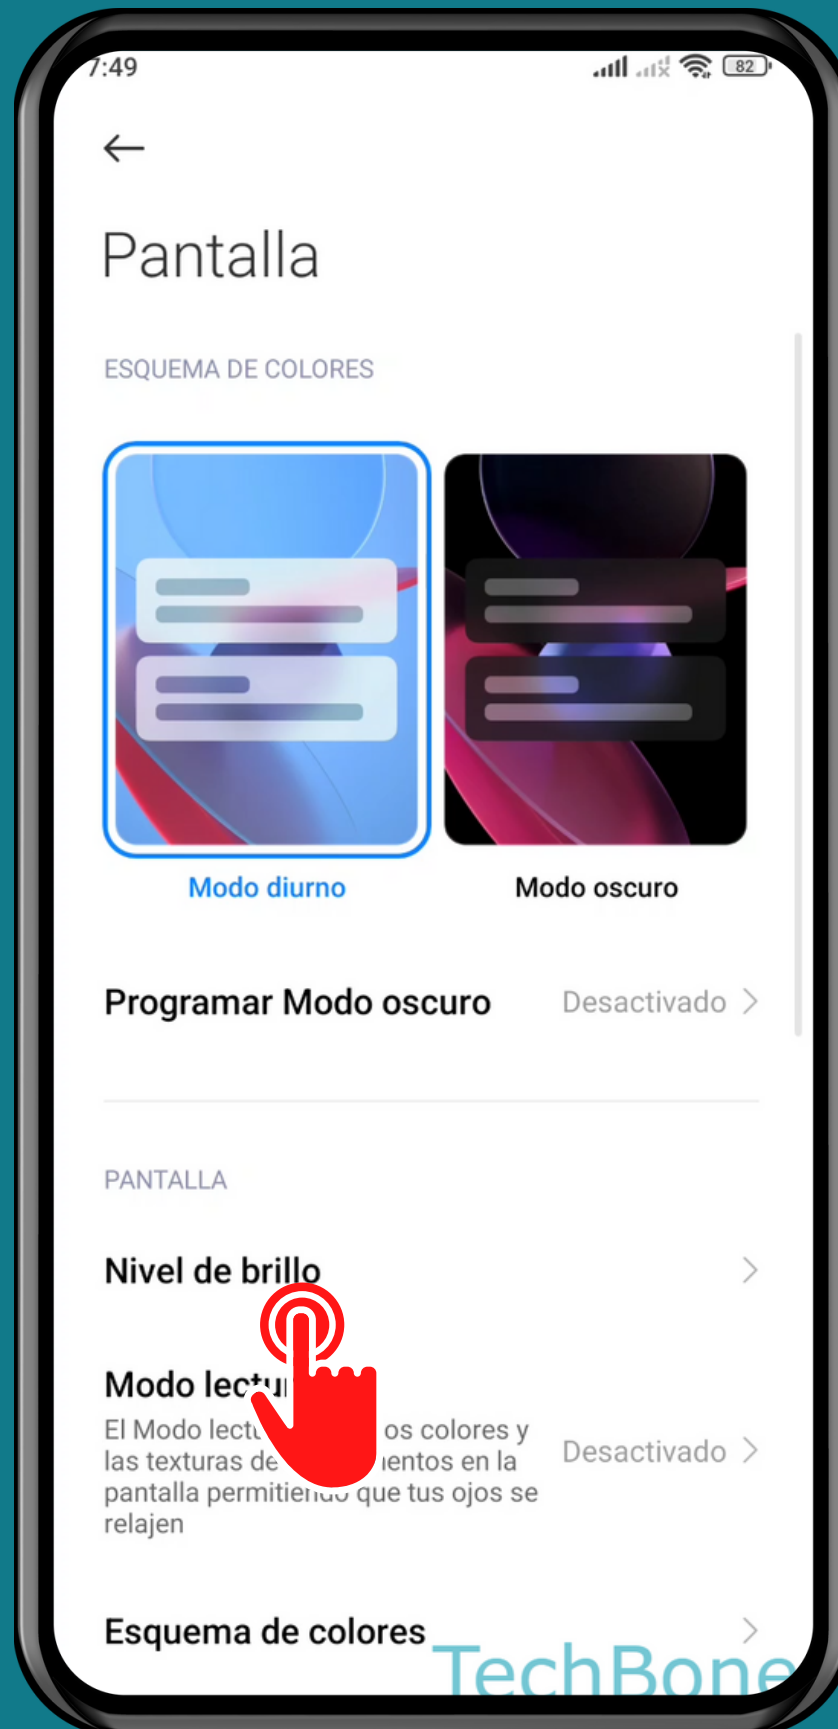 7:49
82
Pantalla
ESQUEMA DE COLORES
Modo diurno
Modo oscuro
Programar Modo oscuro
Desactivado
PANTALLA
Nivel de brillo
Modo
El Modo os colores y
las texturas de en la
pantalla que tus ojos se
relajen
Desactivado
Esquema de colores
TechBone